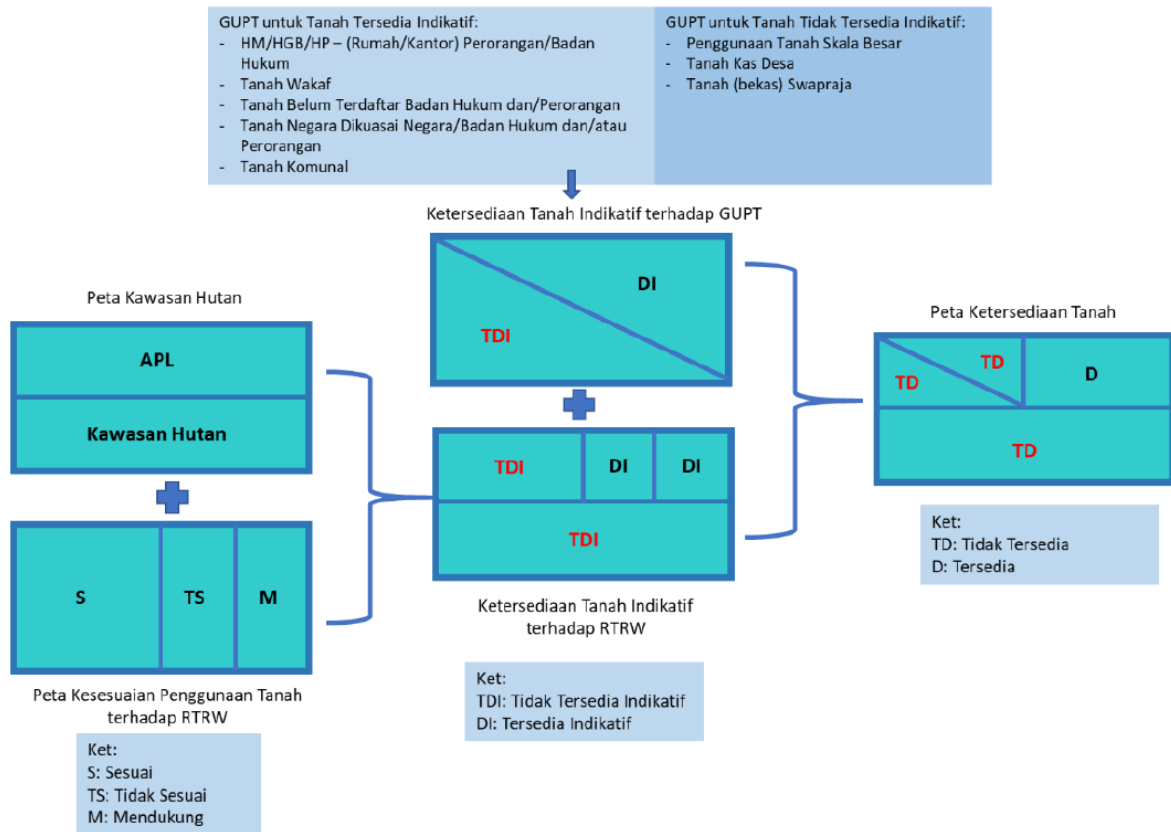 GUPT untuk Tanah Tersedia Indikatif:
- HM/HGB/HP – (Rumah/Kantor) Perorangan/Badan
Hukum
- Tanah Wakaf
- Tanah Belum Terdaftar Badan Hukum dan/Perorangan
- Tanah Negara Dikuasai Negara/Badan Hukum dan/atau
Perorangan
- Tanah Komunal
GUPT untuk Tanah Tidak Tersedia Indikatif:
- Penggunaan Tanah Skala Besar
- Tanah Kas Desa
- Tanah (bekas) Swapraja
Ketersediaan Tanah Indikatif terhadap GUPT
DI
TDI
Peta Kawasan Hutan
APL
Kawasan Hutan
S
TS
M
Peta Kesesuaian Penggunaan Tanah
terhadap RTRW
Ket:
S: Sesuai
TS: Tidak Sesuai
M: Mendukung
TDI
DI
DI
TDI
Ketersediaan Tanah Indikatif
terhadap RTRW
Ket:
TDI: Tidak Tersedia Indikatif
DI: Tersedia Indikatif
Peta Ketersediaan Tanah
TD
TD
D
TD
Ket:
TD: Tidak Tersedia
D: Tersedia